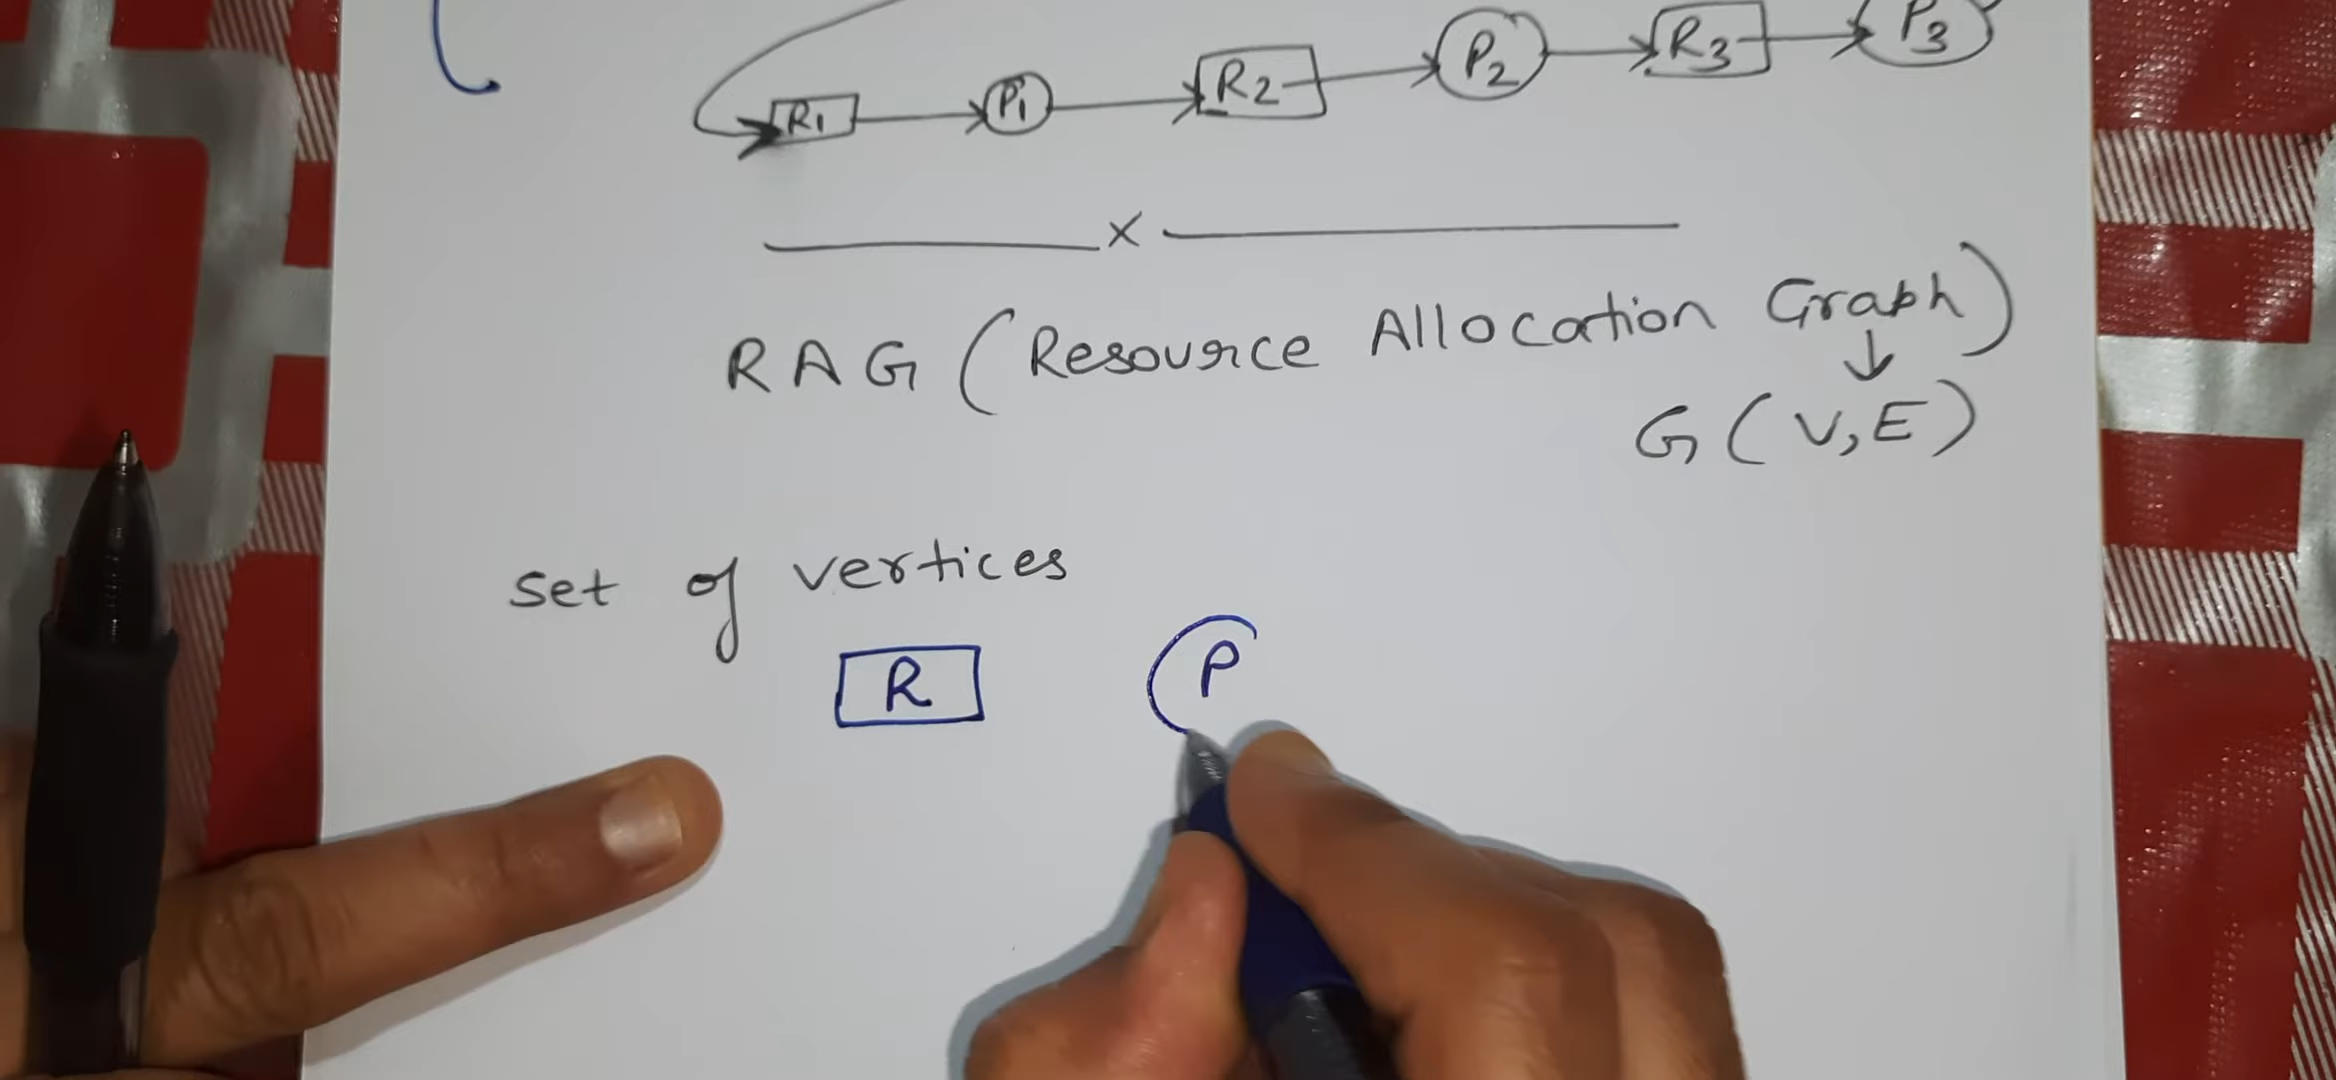 R1 P1 R2 P2 R3 P3
x
RAG (Resource Allocation Graph)
G(V,E)
set of vertices
R P